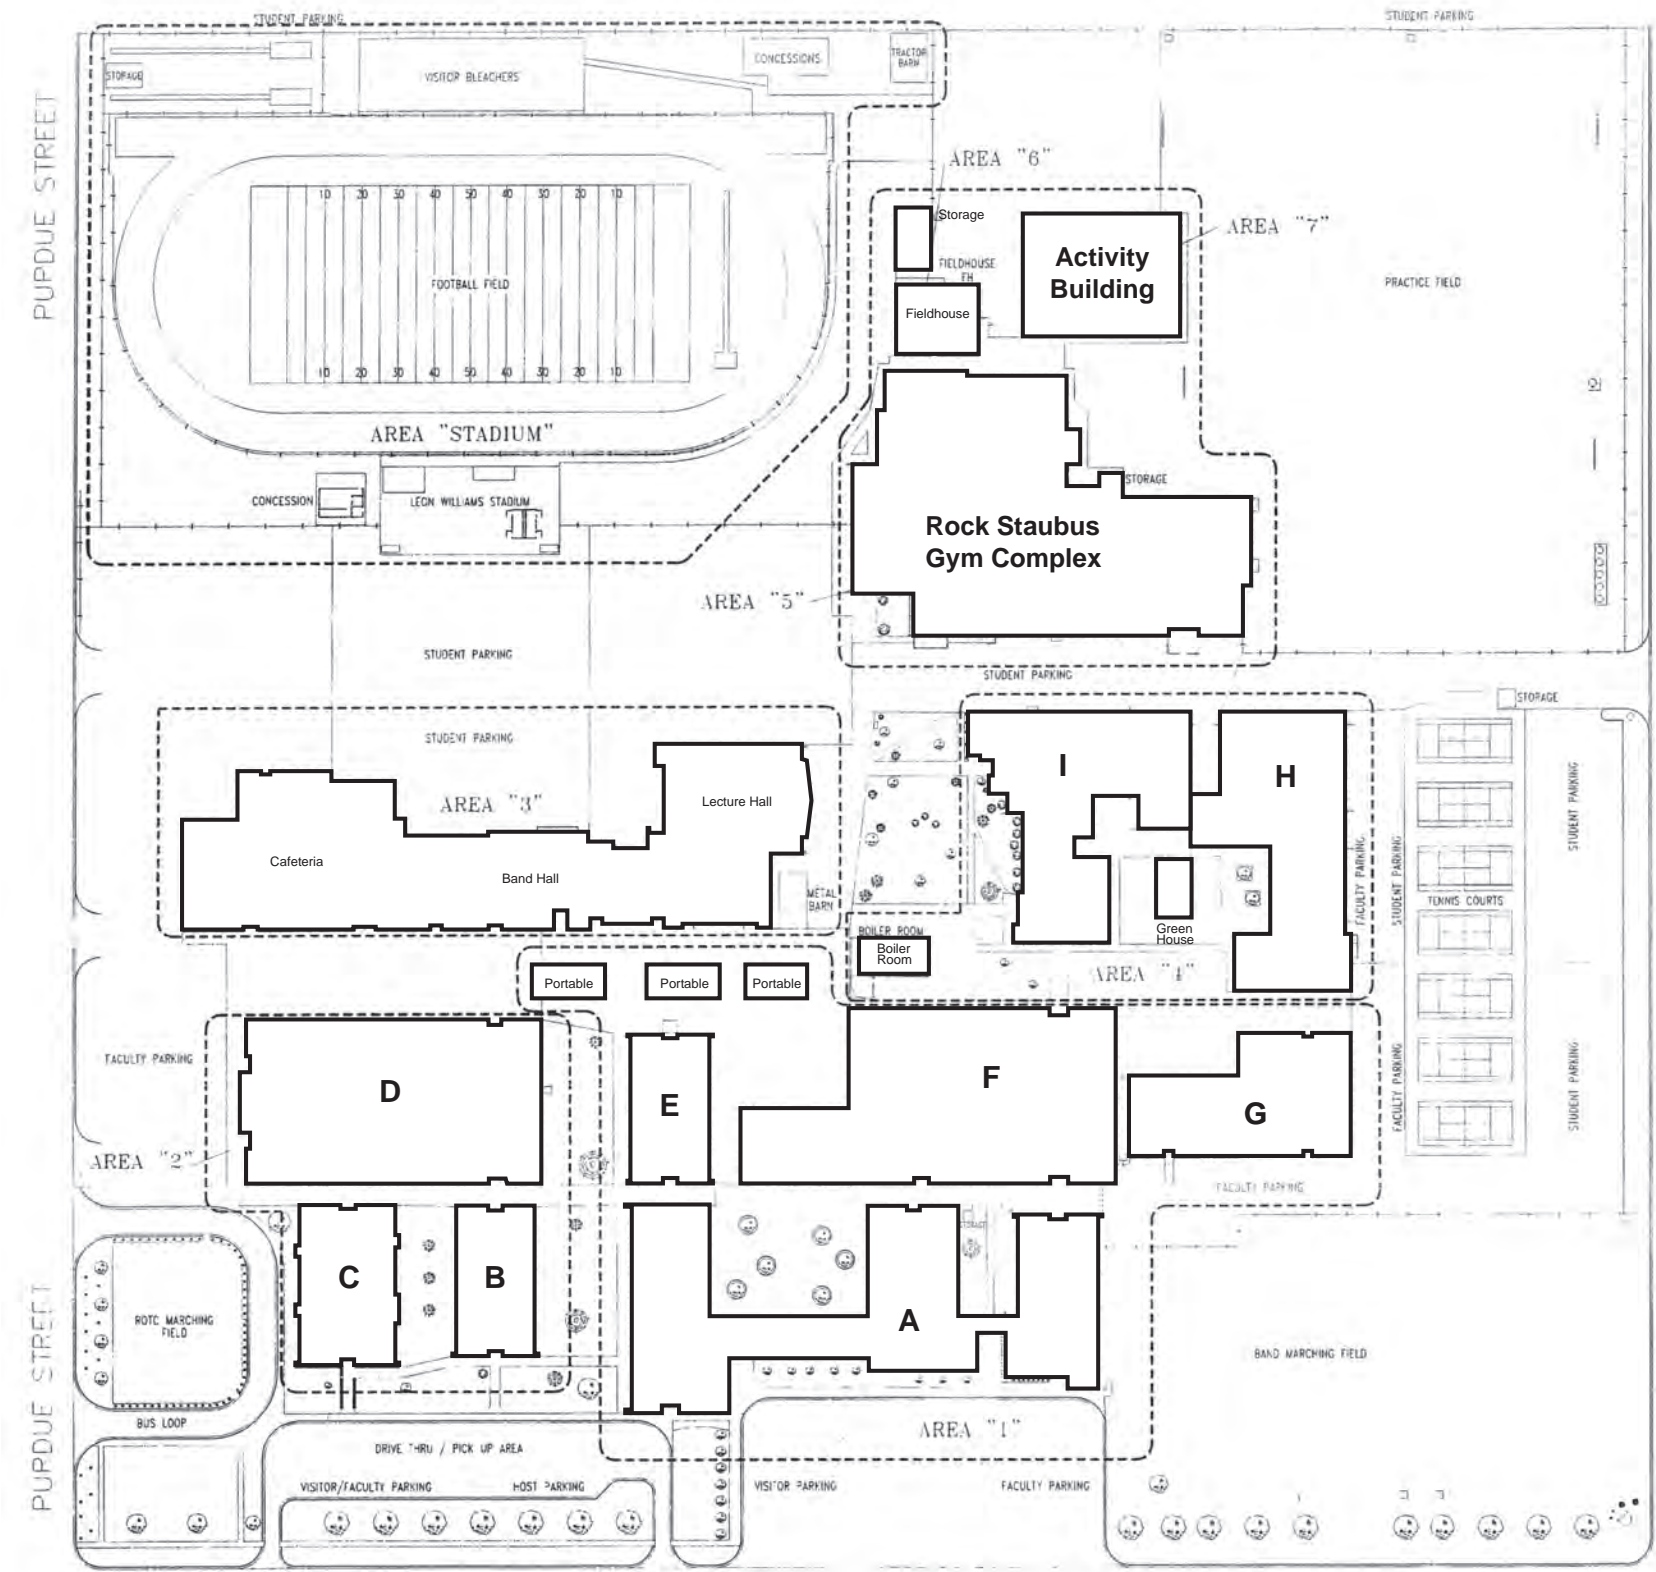 STUDENT PARKING
STUDENT PARKING
STORAGE
VISITOR BLEACHERS
CONCESSIONS
TRACTOR
BARN
PURDUE STREET
AREA "6"
10 20 30 40 50 40 30 20 10
Storage
AREA "7"
Activity
Building
FIELDHOUSE
FH
FOOTBALL FIELD
PRACTICE FIELD
Fieldhouse
10 20 30 40 50 40 30 20 10
AREA "STADIUM"
CONCESSION
LEON WILLIAMS STADIUM
STORAGE
Rock Staubus
Gym Complex
AREA "5"
STUDENT PARKING
STUDENT PARKING
STORAGE
STUDENT PARKING
I
H
AREA "3"
Lecture Hall
STUDENT PARKING
Cafeteria
Band Hall
METAL
BARN
FACULTY PARKING
STUDENT PARKING
TENNIS COURTS
BOILER ROOM
Boiler
Room
Green
House
AREA "4"
Portable
Portable
Portable
FACULTY PARKING
D
E
F
G
FACULTY PARKING
STUDENT PARKING
AREA "2"
FACULTY PARKING
STORAGE
C
B
A
ROTC MARCHING
FIELD
BAND MARCHING FIELD
PURDUE STREET
BUS LOOP
AREA "1"
DRIVE THRU / PICK UP AREA
VISITOR/FACULTY PARKING
HOST PARKING
VISITOR PARKING
FACULTY PARKING